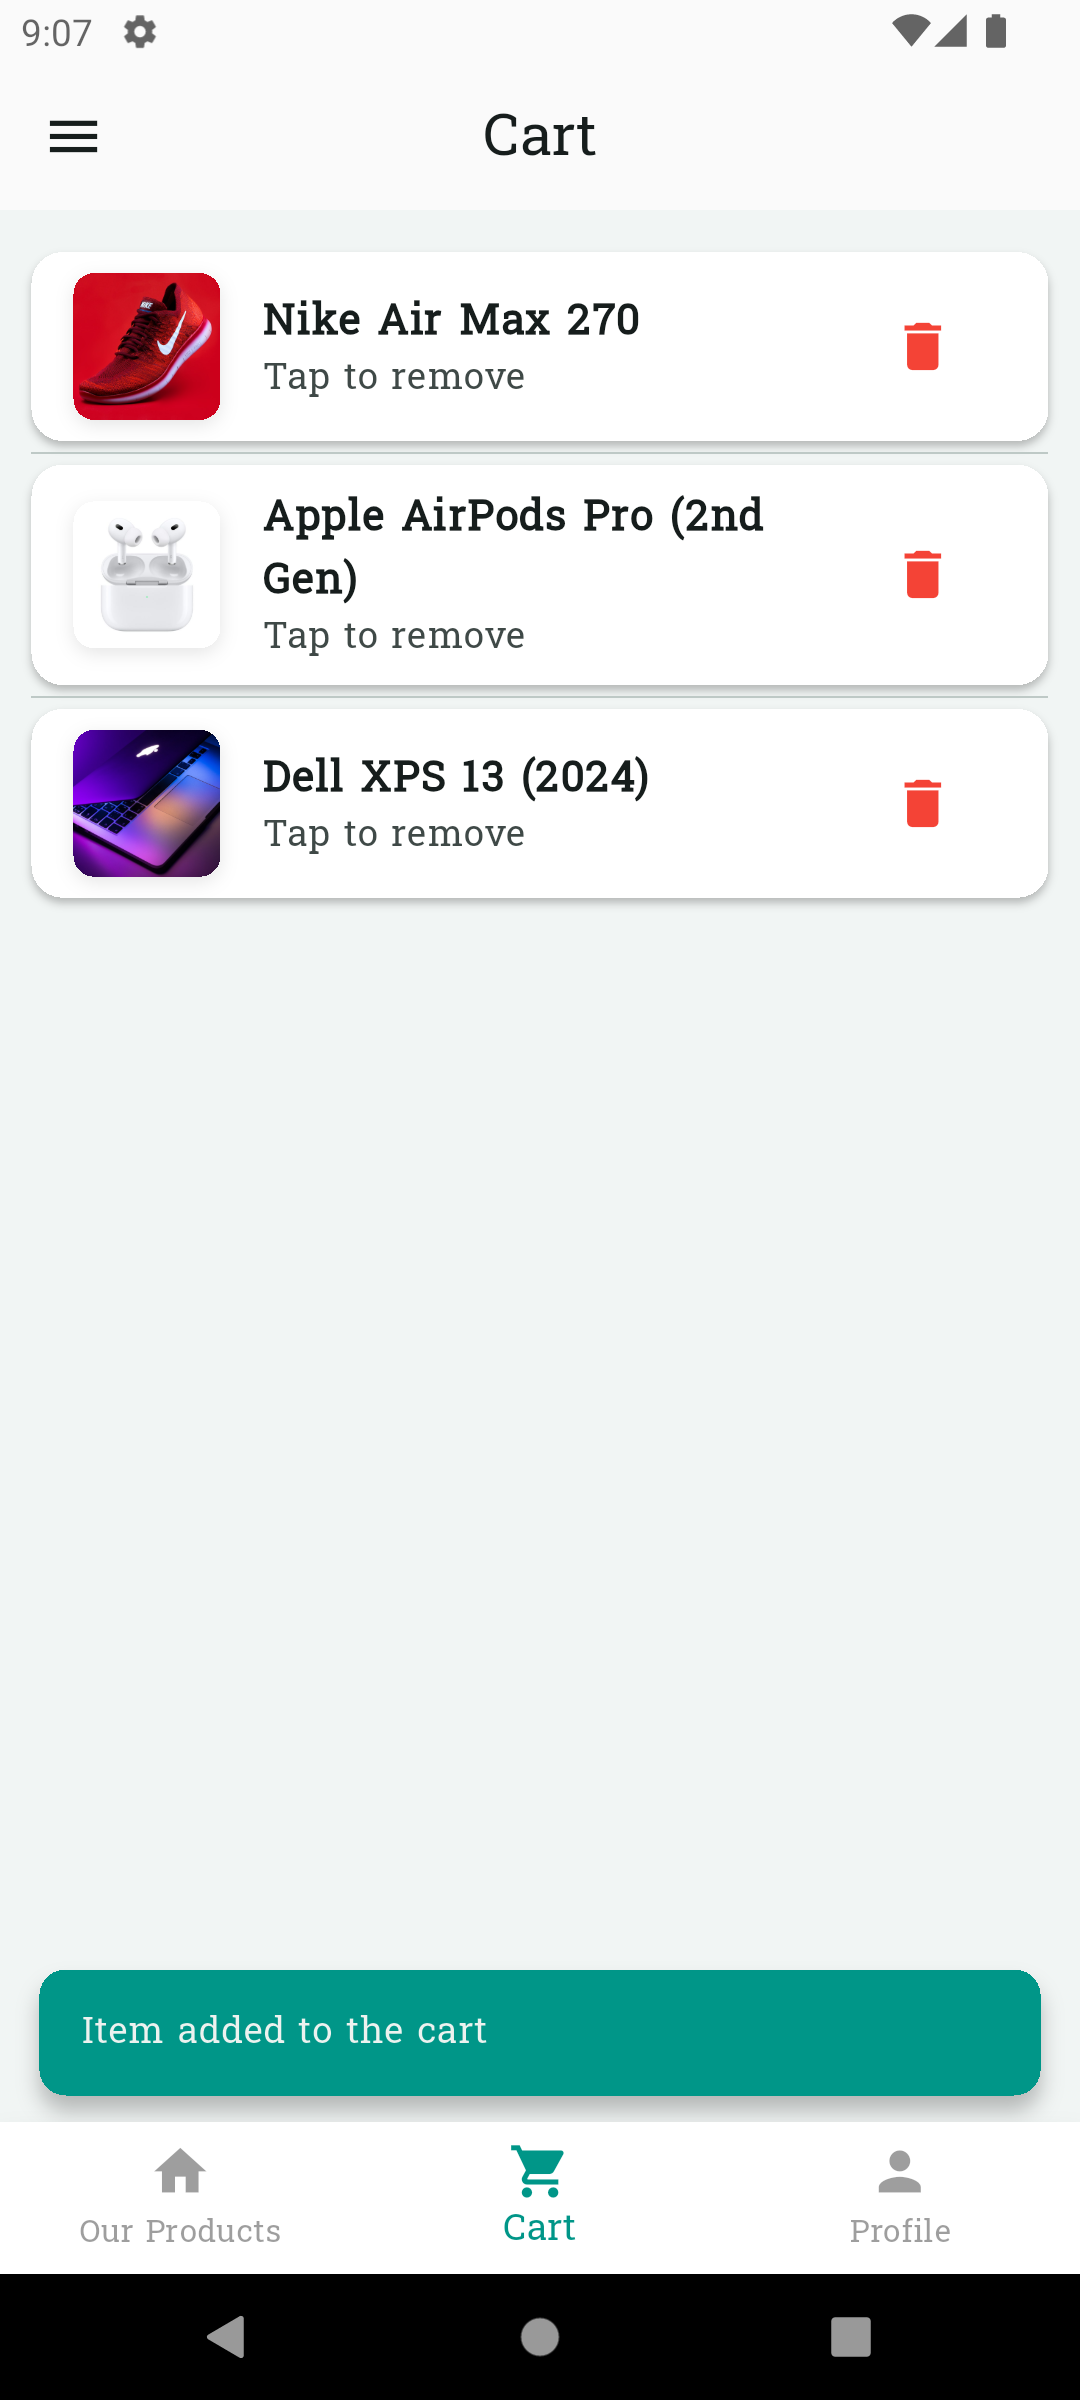 9:07
Cart
Nike Air Max 270
Tap to remove
Apple AirPods Pro (2nd
Gen)
Tap to remove
Dell XPS 13 (2024)
Tap to remove
Item added to the cart
Our Products
Cart
Profile